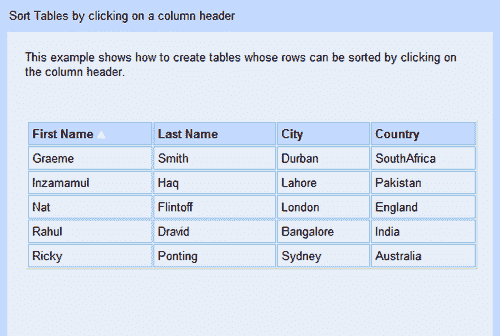 Sort Tables by clicking on a column header
This example shows how to create tables whose rows can be sorted by clicking on
the column header.
First Name Last Name City Country
Graeme Smith Durban SouthAfrica
Inzamamul Haq Lahore Pakistan
Nat Flintoff London England
Rahul Dravid Bangalore India
Ricky Ponting Sydney Australia